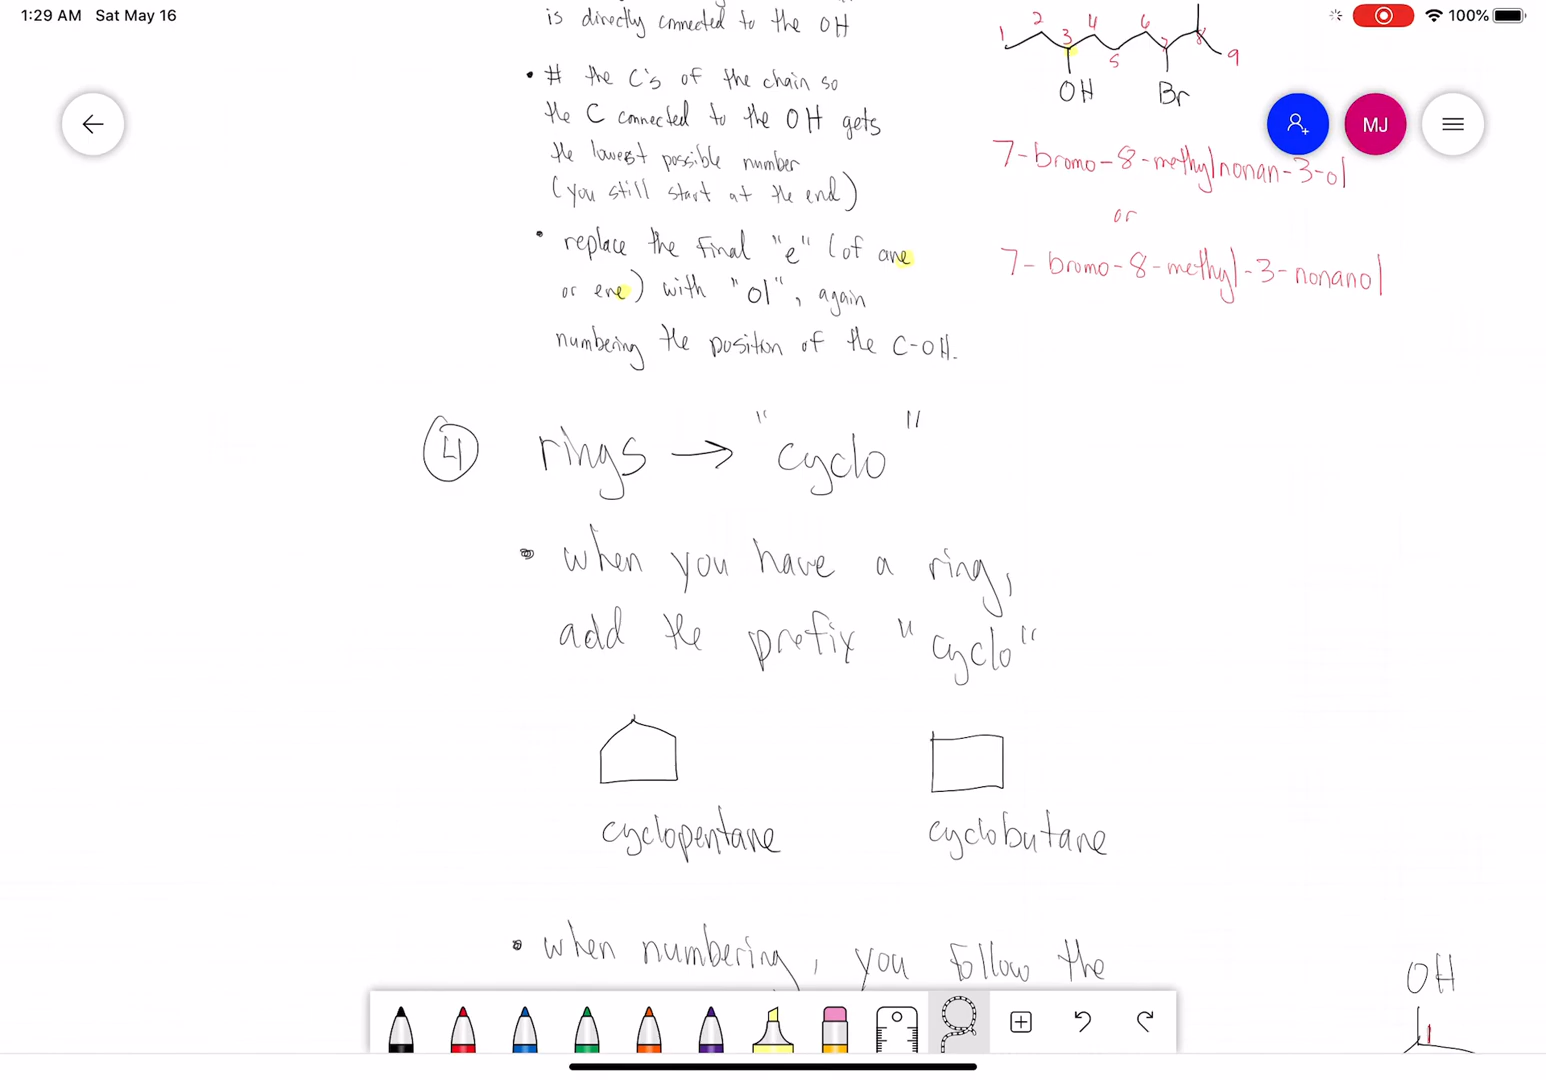 1:29 AM Sat May 16
100%
is directly connected to the OH
• # the C's of the chain so
the C connected to the OH gets
the lowest possible number
(you still start at the end)
• replace the final "e" (of ane
or ene) with "ol", again
numbering the position of the C-OH.
1 2 3 4 5 6 7 8 9
OH Br
MJ
7-bromo-8-methylnonan-3-ol
or
7-bromo-8-methyl-3-nonanol
4 rings → "cyclo"
• when you have a ring,
add the prefix "cyclo"
cyclopentane cyclobutane
• when numbering, you follow the
OH
1